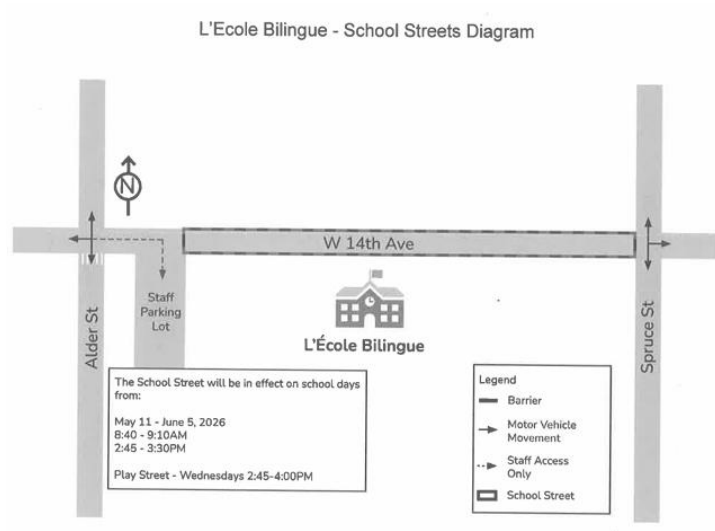 L'Ecole Bilingue - School Streets Diagram
N
W 14th Ave
Staff
Parking
Lot
L'École Bilingue
Alder St
Spruce St
The School Street will be in effect on school days
from:
May 11 - June 5, 2026
8:40 - 9:10AM
2:45 - 3:30PM
Play Street - Wednesdays 2:45-4:00PM
Legend
Barrier
Motor Vehicle
Movement
Staff Access
Only
School Street